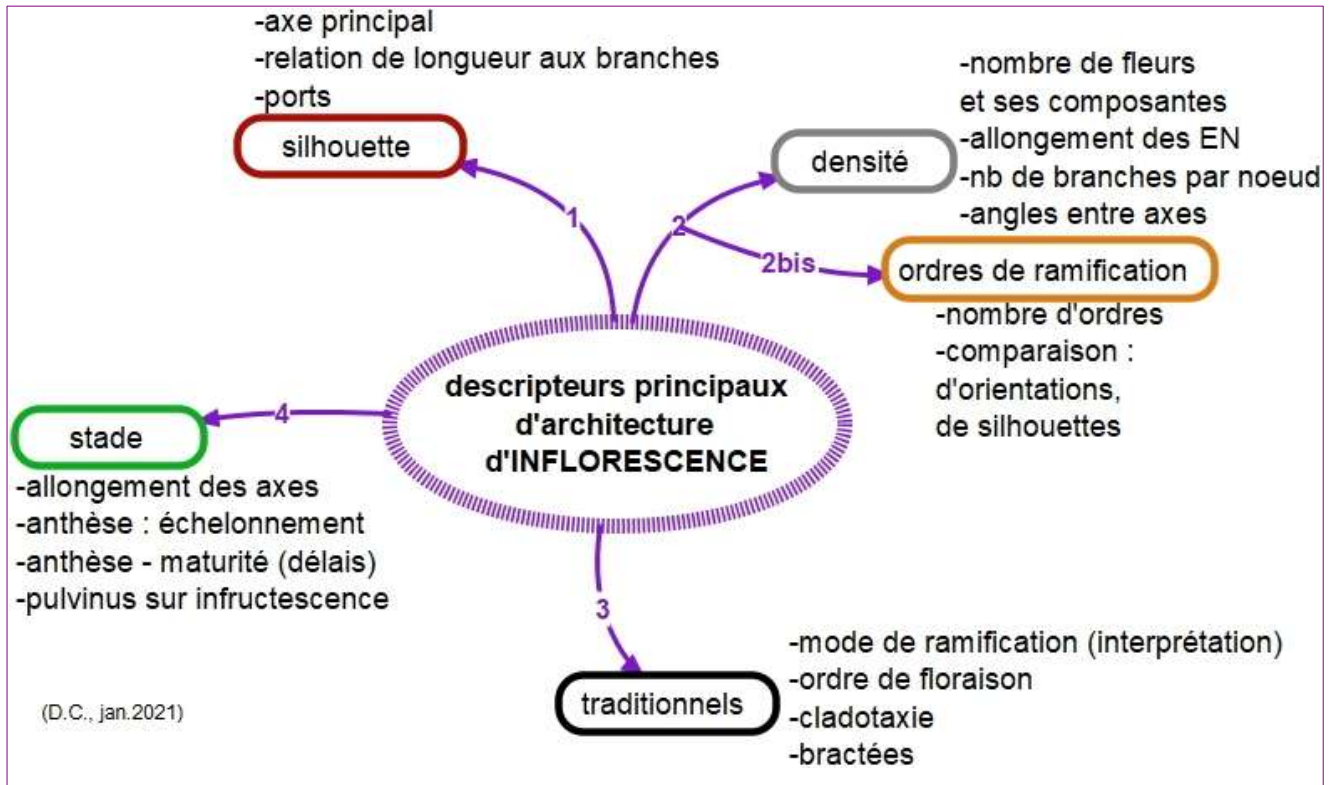 -axe principal
-relation de longueur aux branches
-ports
silhouette
1
-nombre de fleurs
et ses composantes
-allongement des EN
-nb de branches par noeud
-angles entre axes
densité
2
2bis
ordres de ramification
-nombre d'ordres
-comparaison :
d'orientations,
de silhouettes
descripteurs principaux
d'architecture
d'INFLORESCENCE
4
stade
-allongement des axes
-anthèse : échelonnement
-anthèse - maturité (délais)
-pulvinus sur infructescence
3
traditionnels
-mode de ramification (interprétation)
-ordre de floraison
-cladotaxie
-bractées
(D.C., jan.2021)